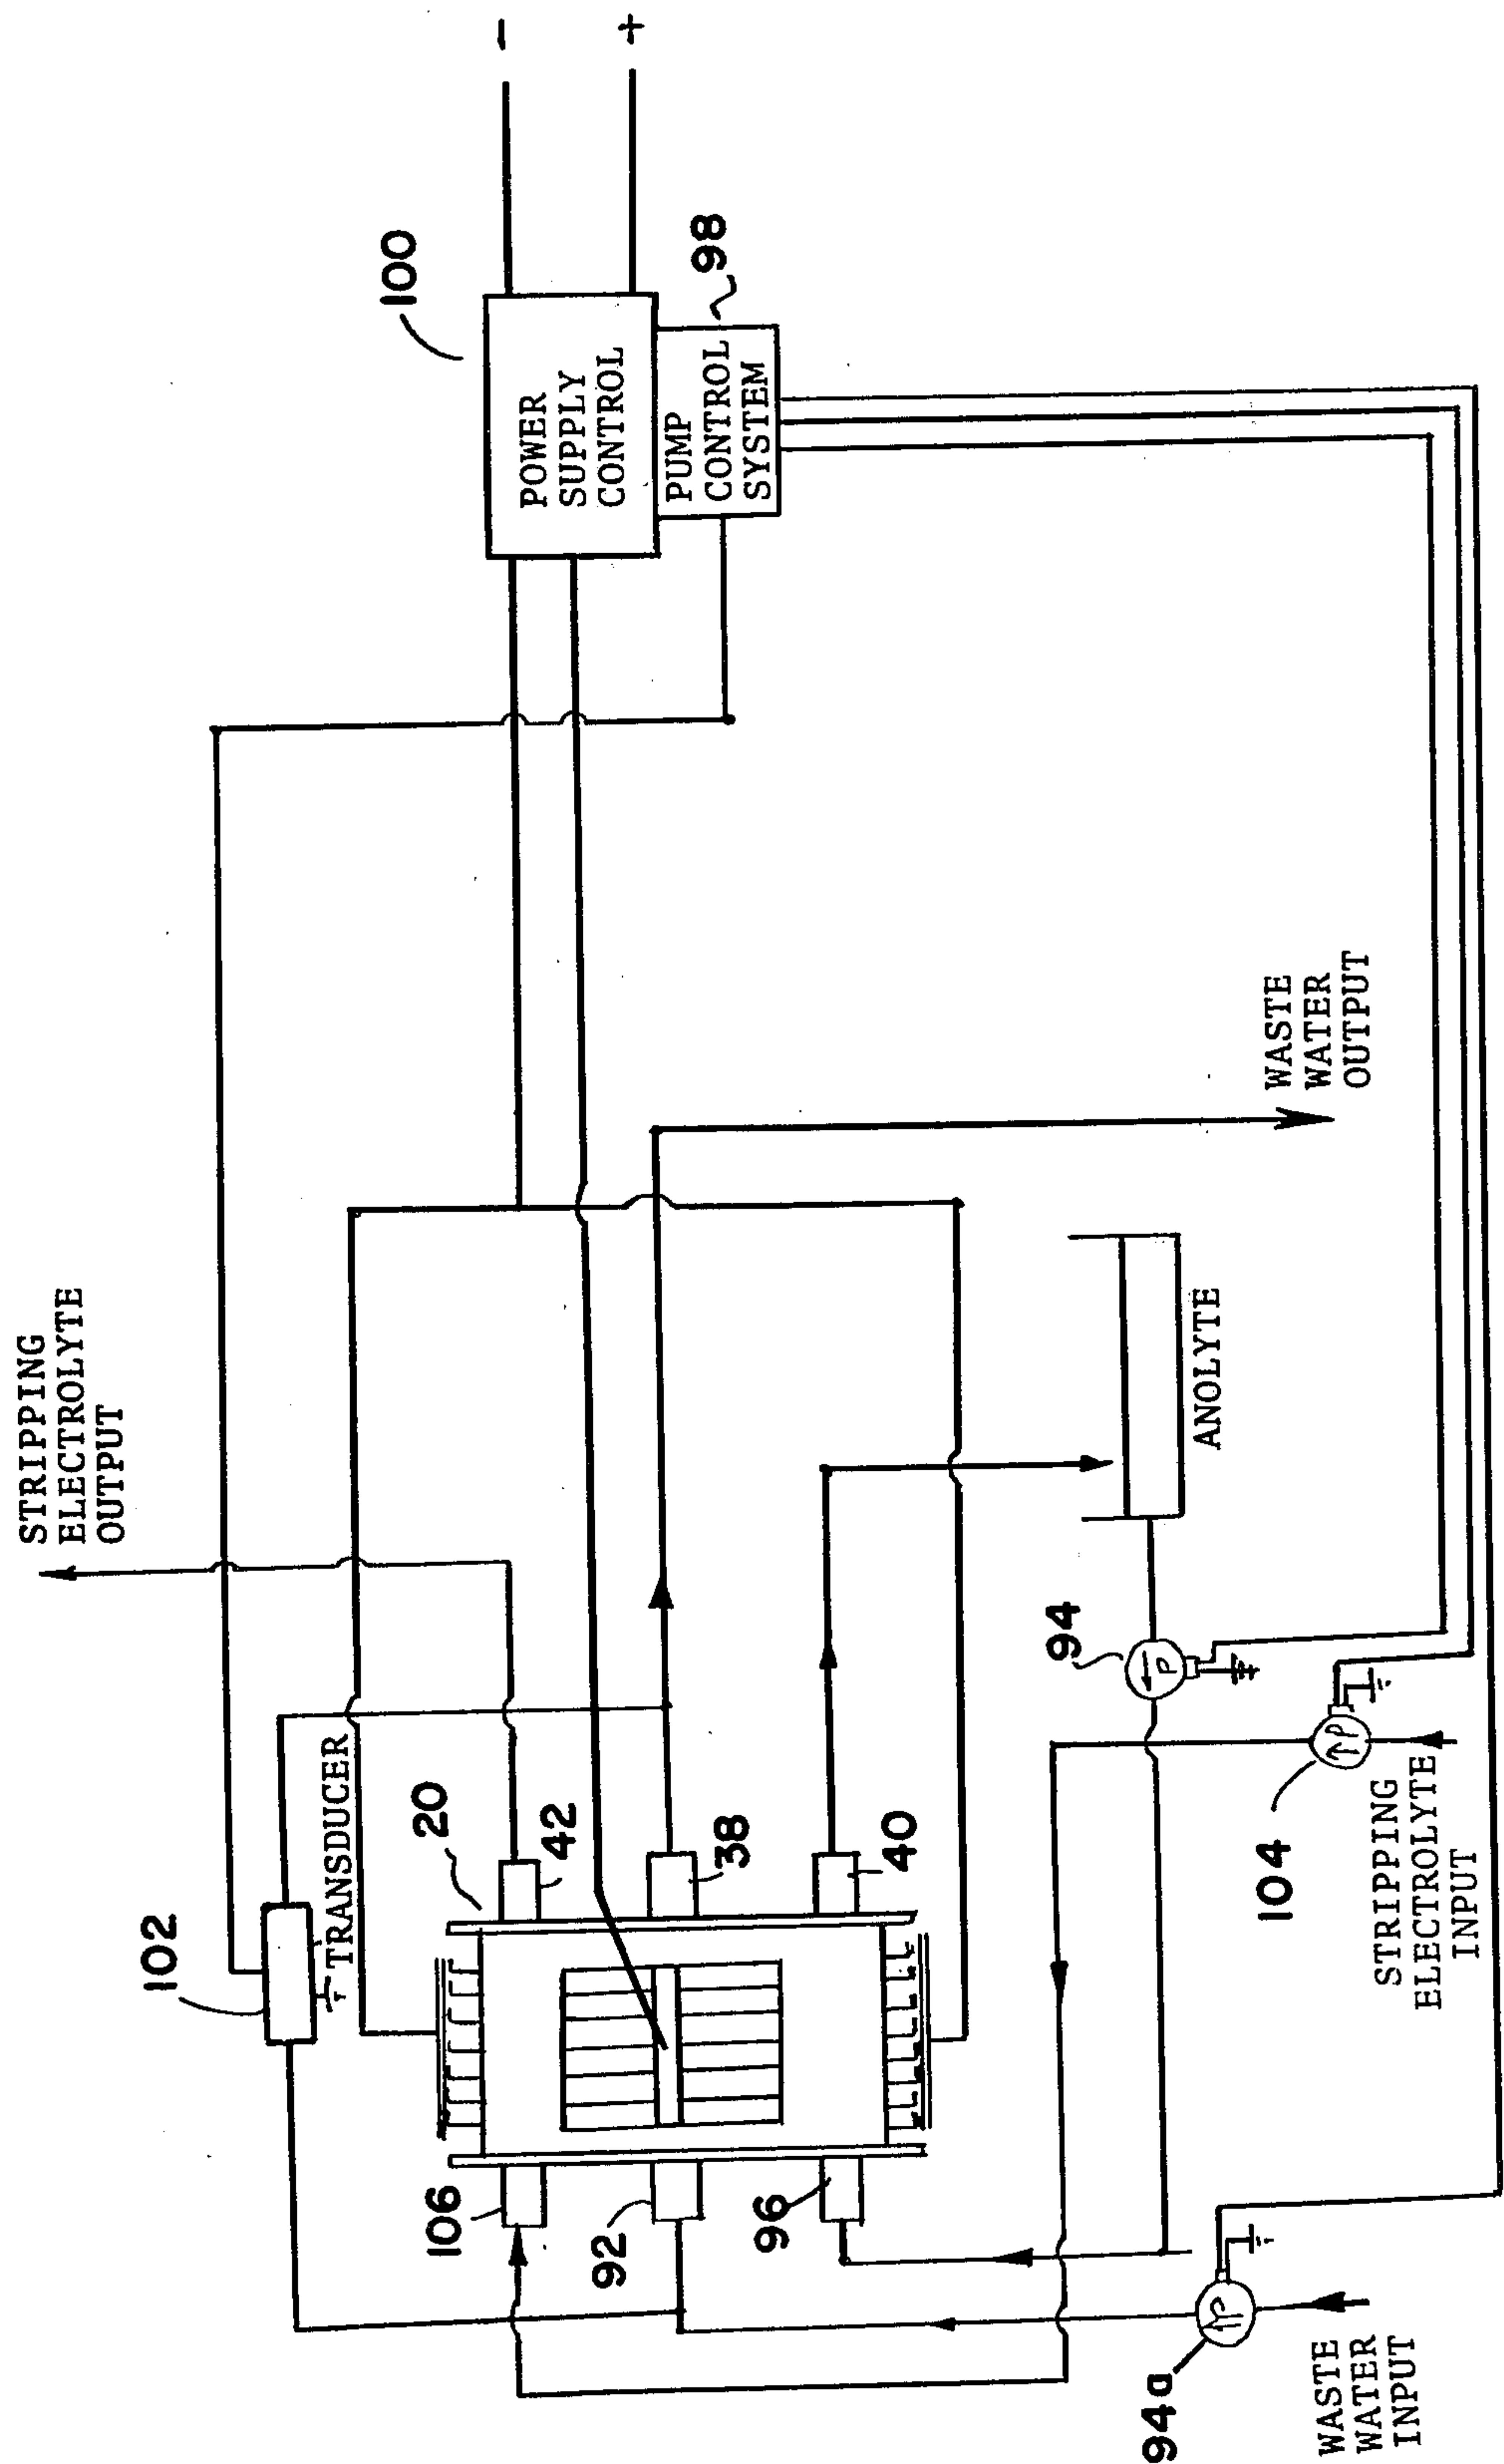 STRIPPING
ELECTROLYTE
OUTPUT
102
TRANSDUCER
100
-
+
POWER
SUPPLY
CONTROL
PUMP
CONTROL
SYSTEM
98
20
42
38
40
106
92
96
WASTE
WATER
OUTPUT
ANOLYTE
94
P
104
P
STRIPPING
ELECTROLYTE
INPUT
94a
P
WASTE
WATER
INPUT